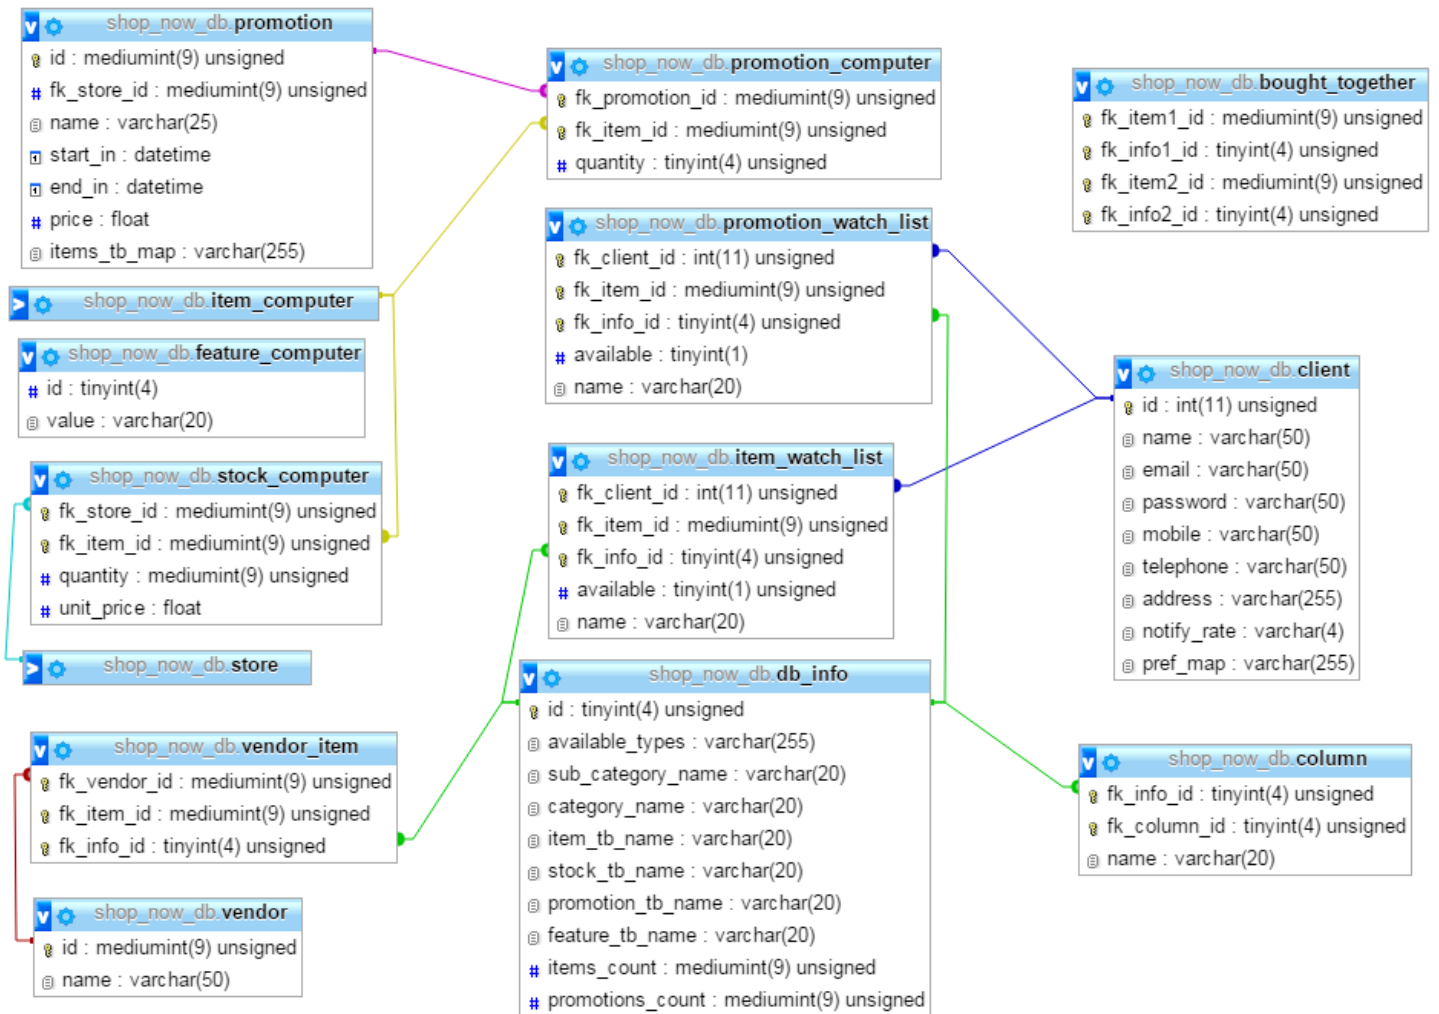 shop_now_db.promotion
id : mediumint(9) unsigned
fk_store_id : mediumint(9) unsigned
name : varchar(25)
start_in : datetime
end_in : datetime
price : float
items_tb_map : varchar(255)
shop_now_db.item_computer
shop_now_db.feature_computer
id : tinyint(4)
value : varchar(20)
shop_now_db.stock_computer
fk_store_id : mediumint(9) unsigned
fk_item_id : mediumint(9) unsigned
quantity : mediumint(9) unsigned
unit_price : float
shop_now_db.store
shop_now_db.vendor_item
fk_vendor_id : mediumint(9) unsigned
fk_item_id : mediumint(9) unsigned
fk_info_id : tinyint(4) unsigned
shop_now_db.vendor
id : mediumint(9) unsigned
name : varchar(50)
shop_now_db.promotion_computer
fk_promotion_id : mediumint(9) unsigned
fk_item_id : mediumint(9) unsigned
quantity : tinyint(4) unsigned
shop_now_db.promotion_watch_list
fk_client_id : int(11) unsigned
fk_item_id : mediumint(9) unsigned
fk_info_id : tinyint(4) unsigned
available : tinyint(1)
name : varchar(20)
shop_now_db.item_watch_list
fk_client_id : int(11) unsigned
fk_item_id : mediumint(9) unsigned
fk_info_id : tinyint(4) unsigned
available : tinyint(1) unsigned
name : varchar(20)
shop_now_db.db_info
id : tinyint(4) unsigned
available_types : varchar(255)
sub_category_name : varchar(20)
category_name : varchar(20)
item_tb_name : varchar(20)
stock_tb_name : varchar(20)
promotion_tb_name : varchar(20)
feature_tb_name : varchar(20)
items_count : mediumint(9) unsigned
promotions_count : mediumint(9) unsigned
shop_now_db.bought_together
fk_item1_id : mediumint(9) unsigned
fk_info1_id : tinyint(4) unsigned
fk_item2_id : mediumint(9) unsigned
fk_info2_id : tinyint(4) unsigned
shop_now_db.client
id : int(11) unsigned
name : varchar(50)
email : varchar(50)
password : varchar(50)
mobile : varchar(50)
telephone : varchar(50)
address : varchar(255)
notify_rate : varchar(4)
pref_map : varchar(255)
shop_now_db.column
fk_info_id : tinyint(4) unsigned
fk_column_id : tinyint(4) unsigned
name : varchar(20)